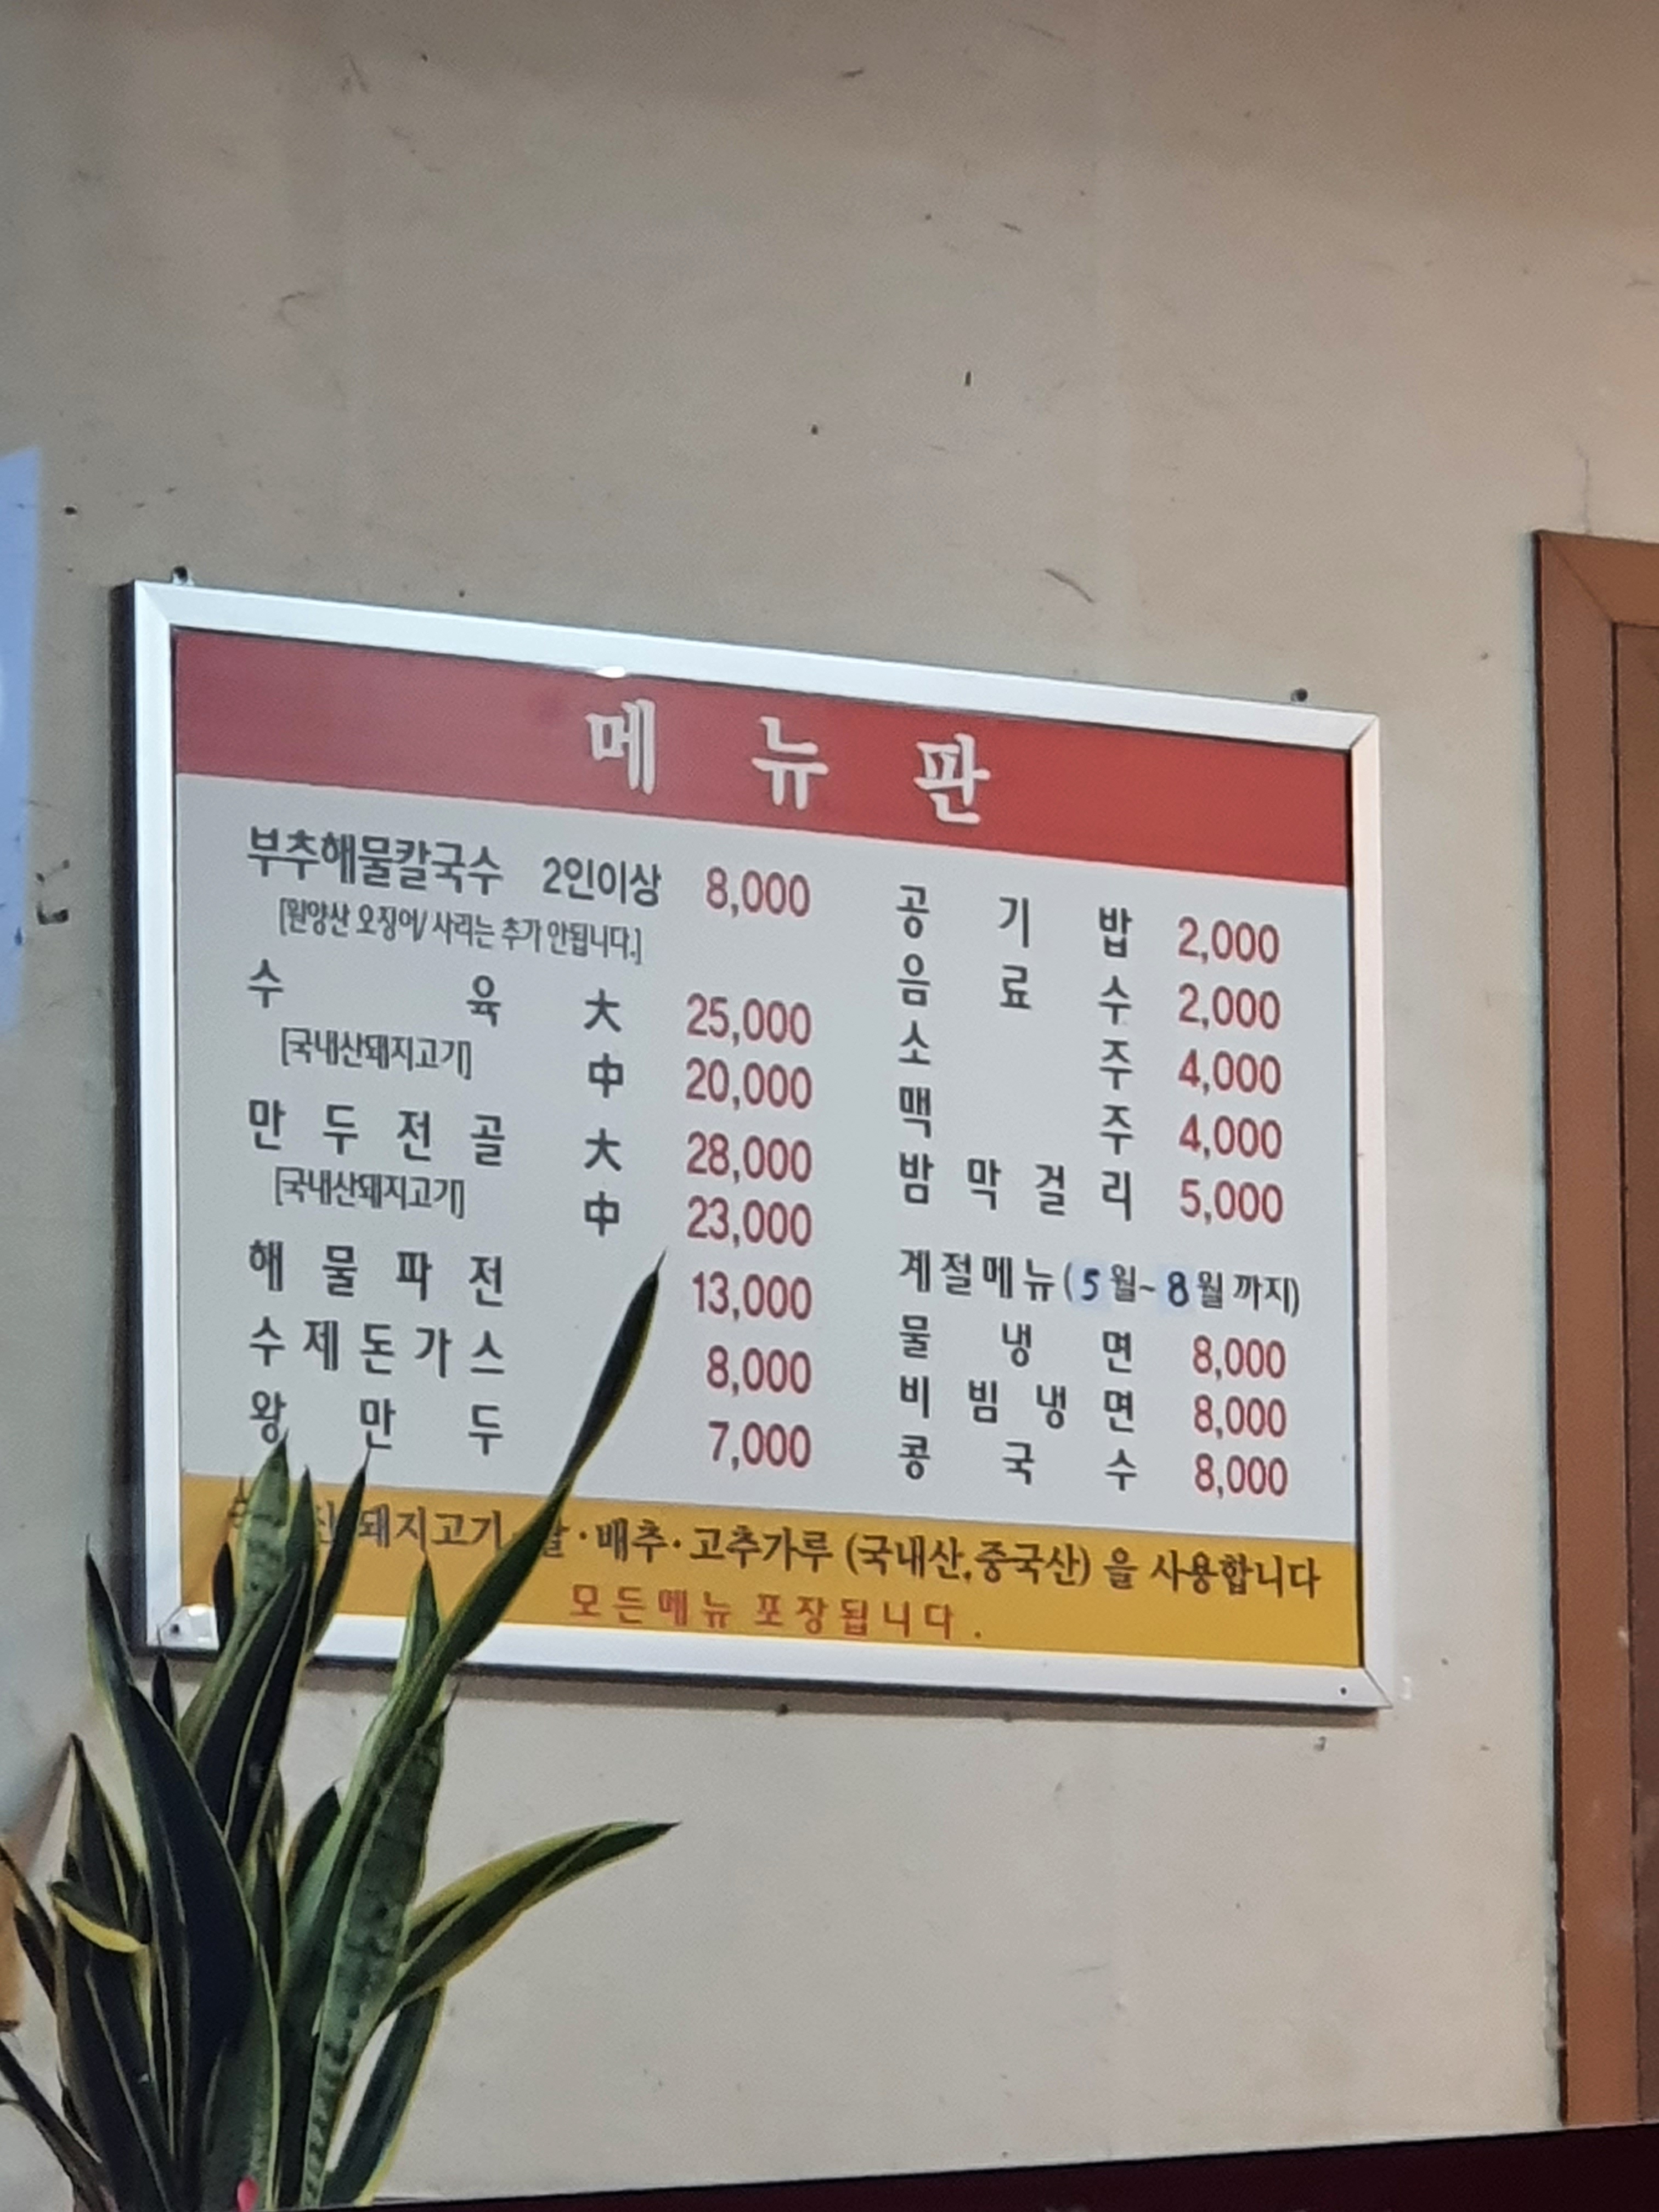 메뉴판
부추해물칼국수 2인이상 8,000
[원양산 오징어/사리는 추가 안됩니다.]
수육 大 25,000
[국내산돼지고기] 中 20,000
만두전골 大 28,000
[국내산돼지고기] 中 23,000
해물파전 13,000
수제돈가스 8,000
왕만두 7,000
공기밥 2,000
음료수 2,000
소주 4,000
맥주 4,000
밤막걸리 5,000
계절메뉴(5월~8월까지)
물냉면 8,000
비빔냉면 8,000
콩국수 8,000
돼지고기 · 배추 · 고추가루 (국내산,중국산) 을 사용합니다
모든메뉴 포장됩니다.